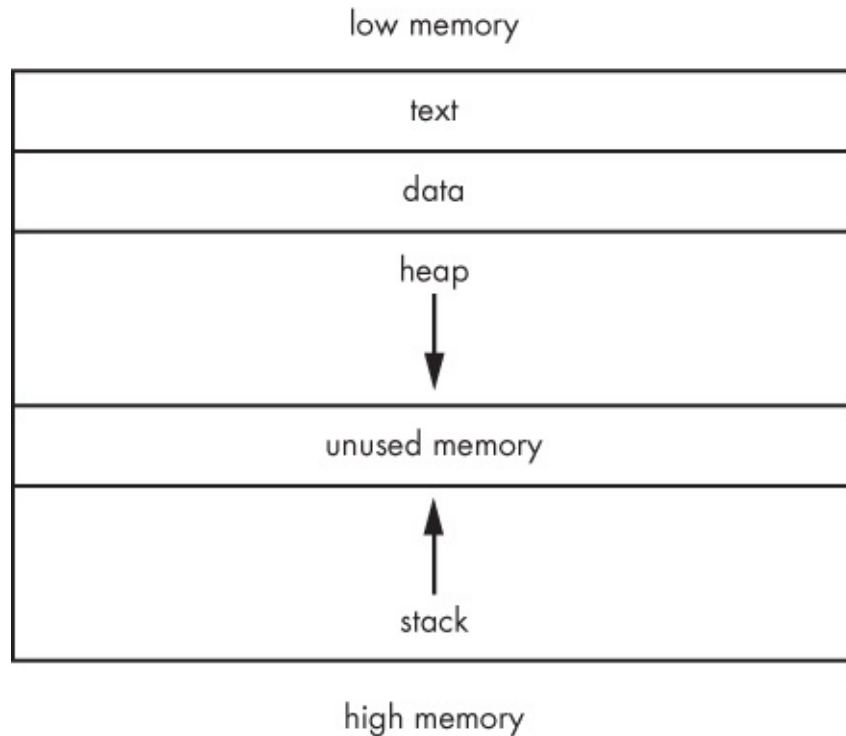 low memory
text
data
heap
unused memory
stack
high memory